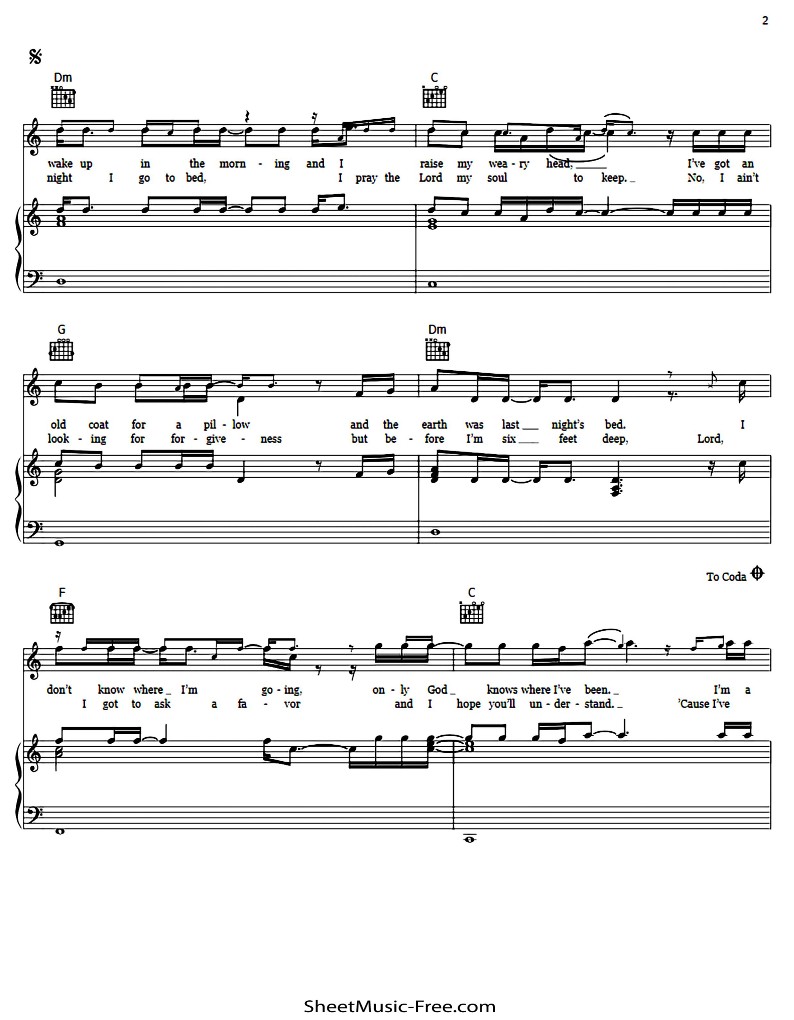 2
Dm C
wake up in the morn - ing and I raise my wea - ry head, I've got an
night I go to bed, I pray the Lord my soul to keep. No, I ain't
G Dm
old coat for a pil - low and the earth was last night's bed. I
look - ing for for - give - ness but be - fore I'm six feet deep, Lord,
To Coda
F C
don't know where I'm go - ing, on - ly God knows where I've been. I'm a
I got to ask a fa - vor and I hope you'll un - der - stand. 'Cause I've
SheetMusic-Free.com